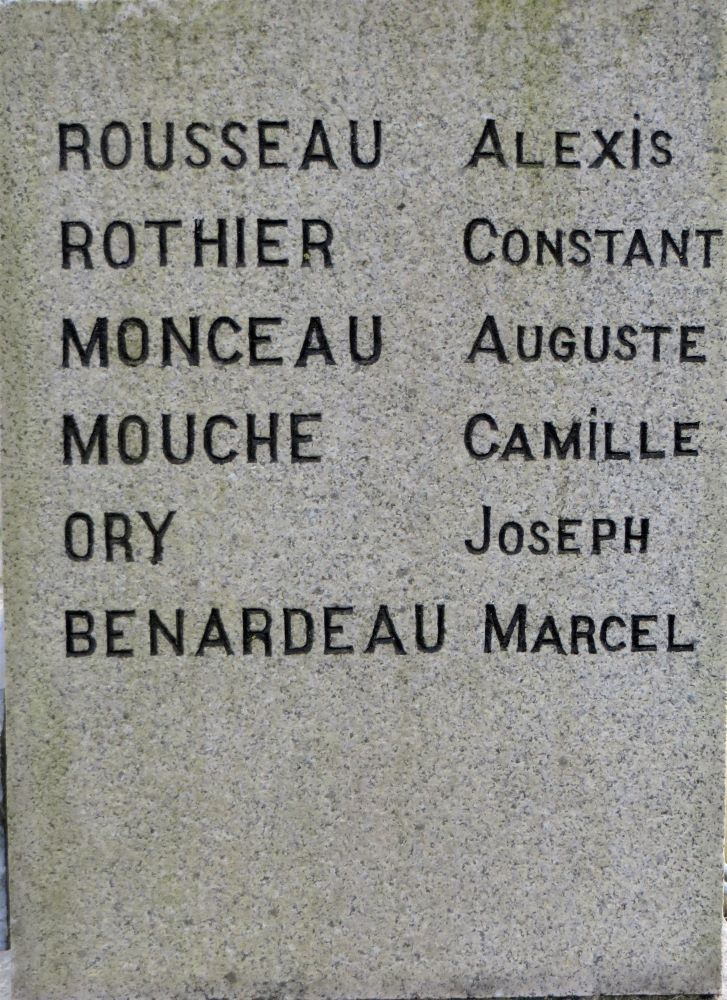 ROUSSEAU Alexis
ROTHIER Constant
MONCEAU Auguste
MOUCHE Camille
ORY Joseph
BENARDEAU Marcel